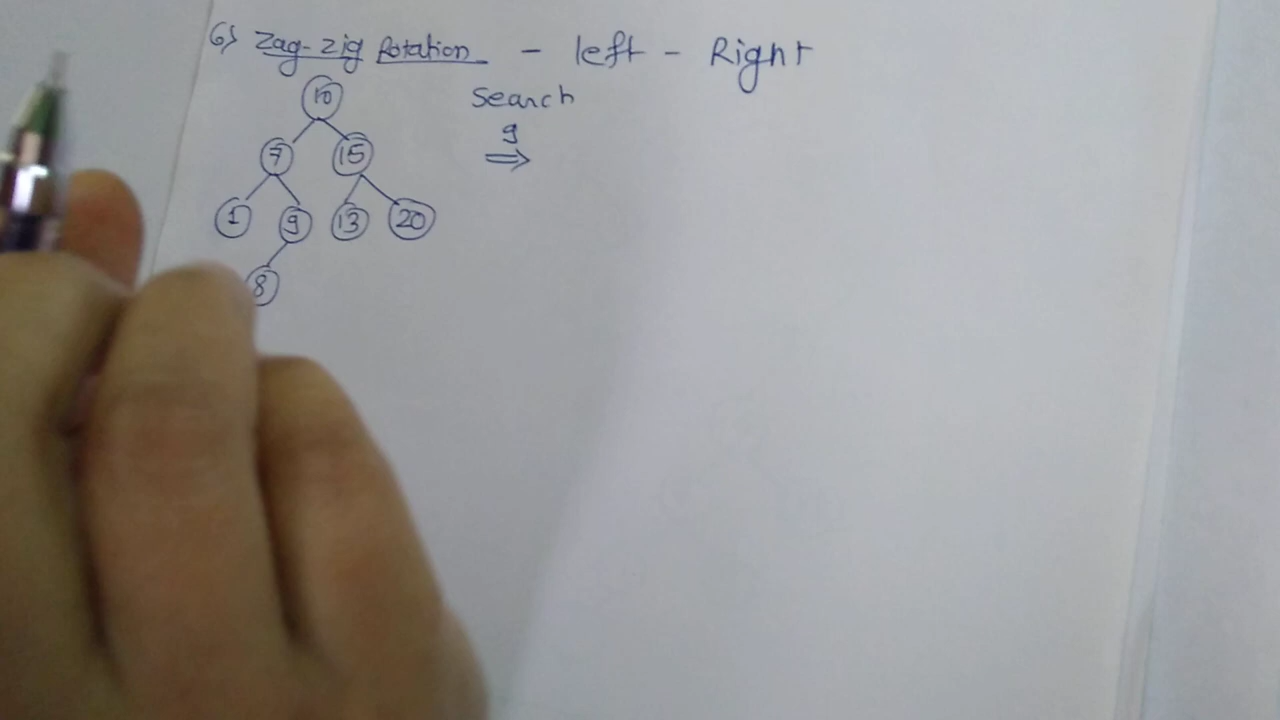 6) Zag-Zig Rotation - left - Right
10 Search
9
7 15 ⇒
1 9 13 20
8